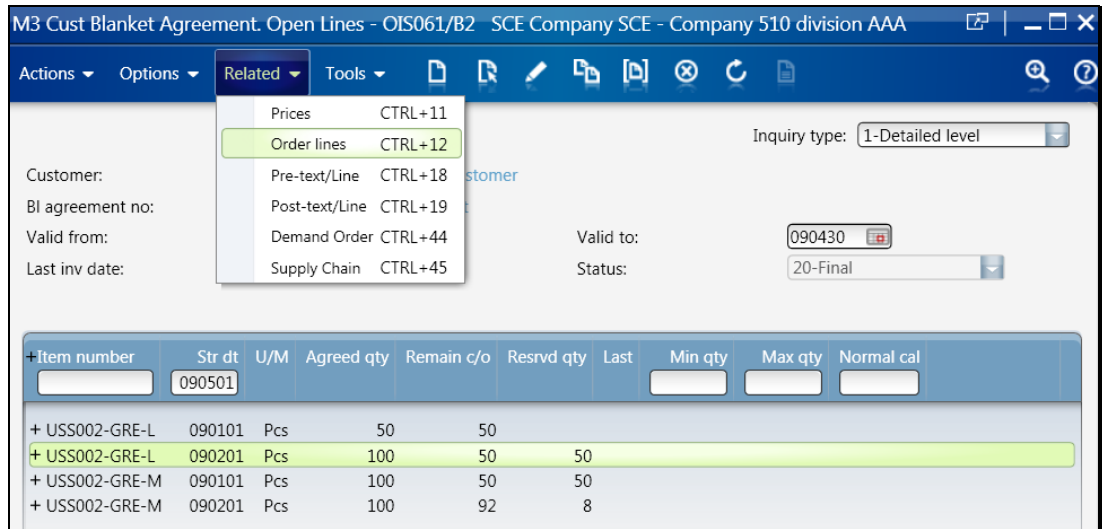 M3 Cust Blanket Agreement. Open Lines - OIS061/B2 SCE Company SCE - Company 510 division AAA
Actions Options Related Tools
Prices CTRL+11
Order lines CTRL+12
Pre-text/Line CTRL+18
Post-text/Line CTRL+19
Demand Order CTRL+44
Supply Chain CTRL+45
Inquiry type: 1-Detailed level
Customer: stomer
Bl agreement no:
Valid from: Valid to: 090430
Last inv date: Status: 20-Final
+Item number Str dt U/M Agreed qty Remain c/o Resrvd qty Last Min qty Max qty Normal cal
090501
+ USS002-GRE-L 090101 Pcs 50 50
+ USS002-GRE-L 090201 Pcs 100 50 50
+ USS002-GRE-M 090101 Pcs 100 50 50
+ USS002-GRE-M 090201 Pcs 100 92 8